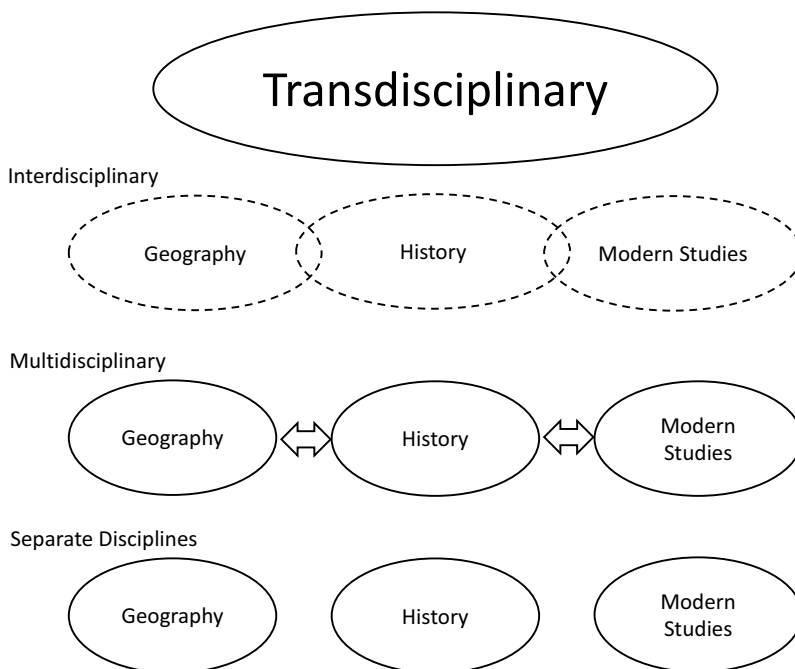 Transdisciplinary
Interdisciplinary
Geography
History
Modern Studies
Multidisciplinary
Geography
History
Modern
Studies
Separate Disciplines
Geography
History
Modern
Studies